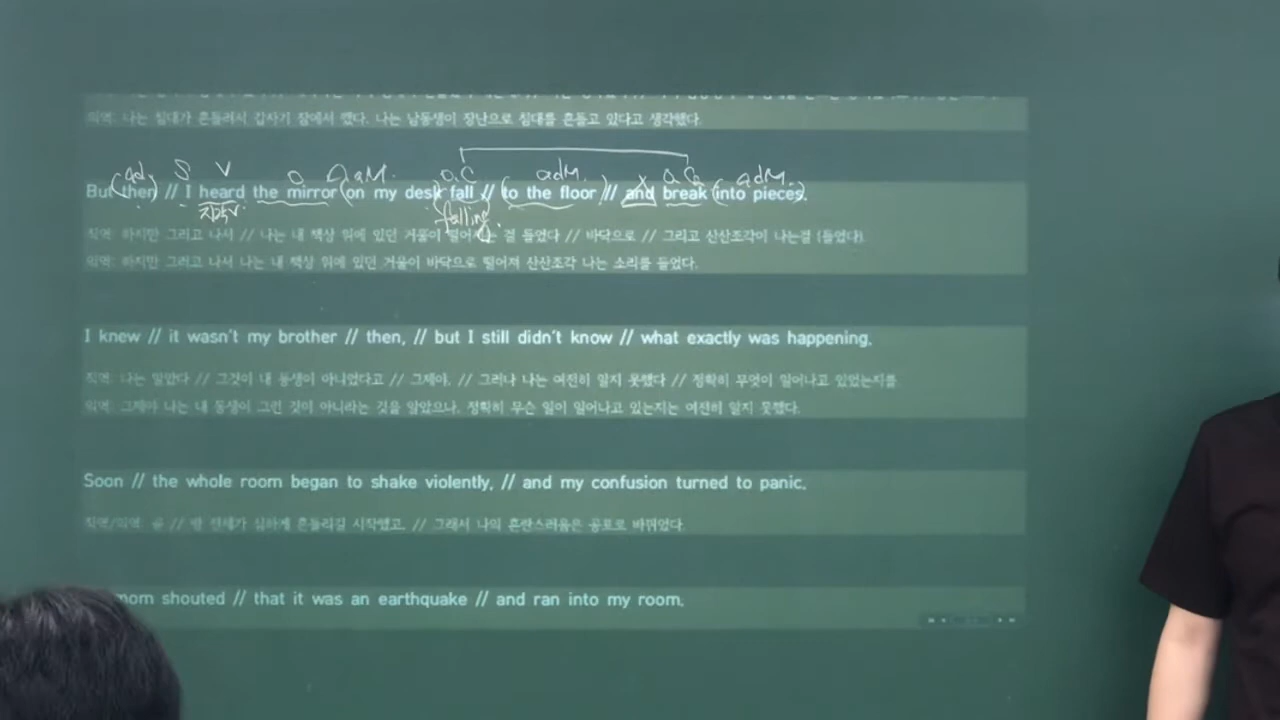 의역: 나는 침대가 흔들려서 갑자기 잠에서 깼다. 나는 남동생이 장난으로 침대를 흔들고 있다고 생각했다.
ad S V O aM. O.C adM. O.C2 adM.
But (then) // I heard the mirror (on my desk) fall // (to the floor) // and break (into pieces).
지각V. falling.
직역: 하지만 그리고 나서 // 나는 내 책상 위에 있던 거울이 떨어지는 걸 들었다 // 바닥으로 // 그리고 산산조각이 나는걸 (들었다).
의역: 하지만 그러고 나서 나는 내 책상 위에 있던 거울이 바닥으로 떨어져 산산조각 나는 소리를 들었다.
I knew // it wasn't my brother // then, // but I still didn't know // what exactly was happening.
직역: 나는 알았다 // 그것이 내 동생이 아니었다고 // 그제야. // 그러나 나는 여전히 알지 못했다 // 정확히 무엇이 일어나고 있었는지를
의역: 그제야 나는 내 동생이 그런 것이 아니라는 것을 알았으나, 정확히 무슨 일이 일어나고 있는지는 여전히 알지 못했다.
Soon // the whole room began to shake violently, // and my confusion turned to panic.
직역/의역: 곧 // 방 전체가 심하게 흔들리길 시작했고, // 그래서 나의 혼란스러움은 공포로 바뀌었다.
mom shouted // that it was an earthquake // and ran into my room.